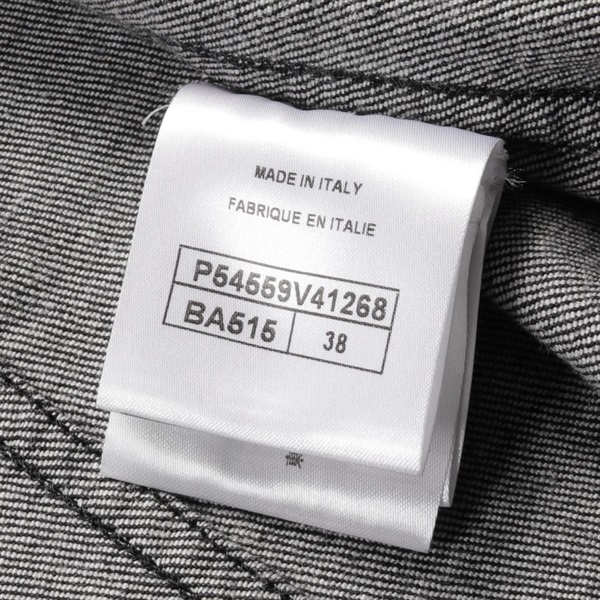 MADE IN ITALY
FABRIQUE EN ITALIE
P54559V41268
BA515
38